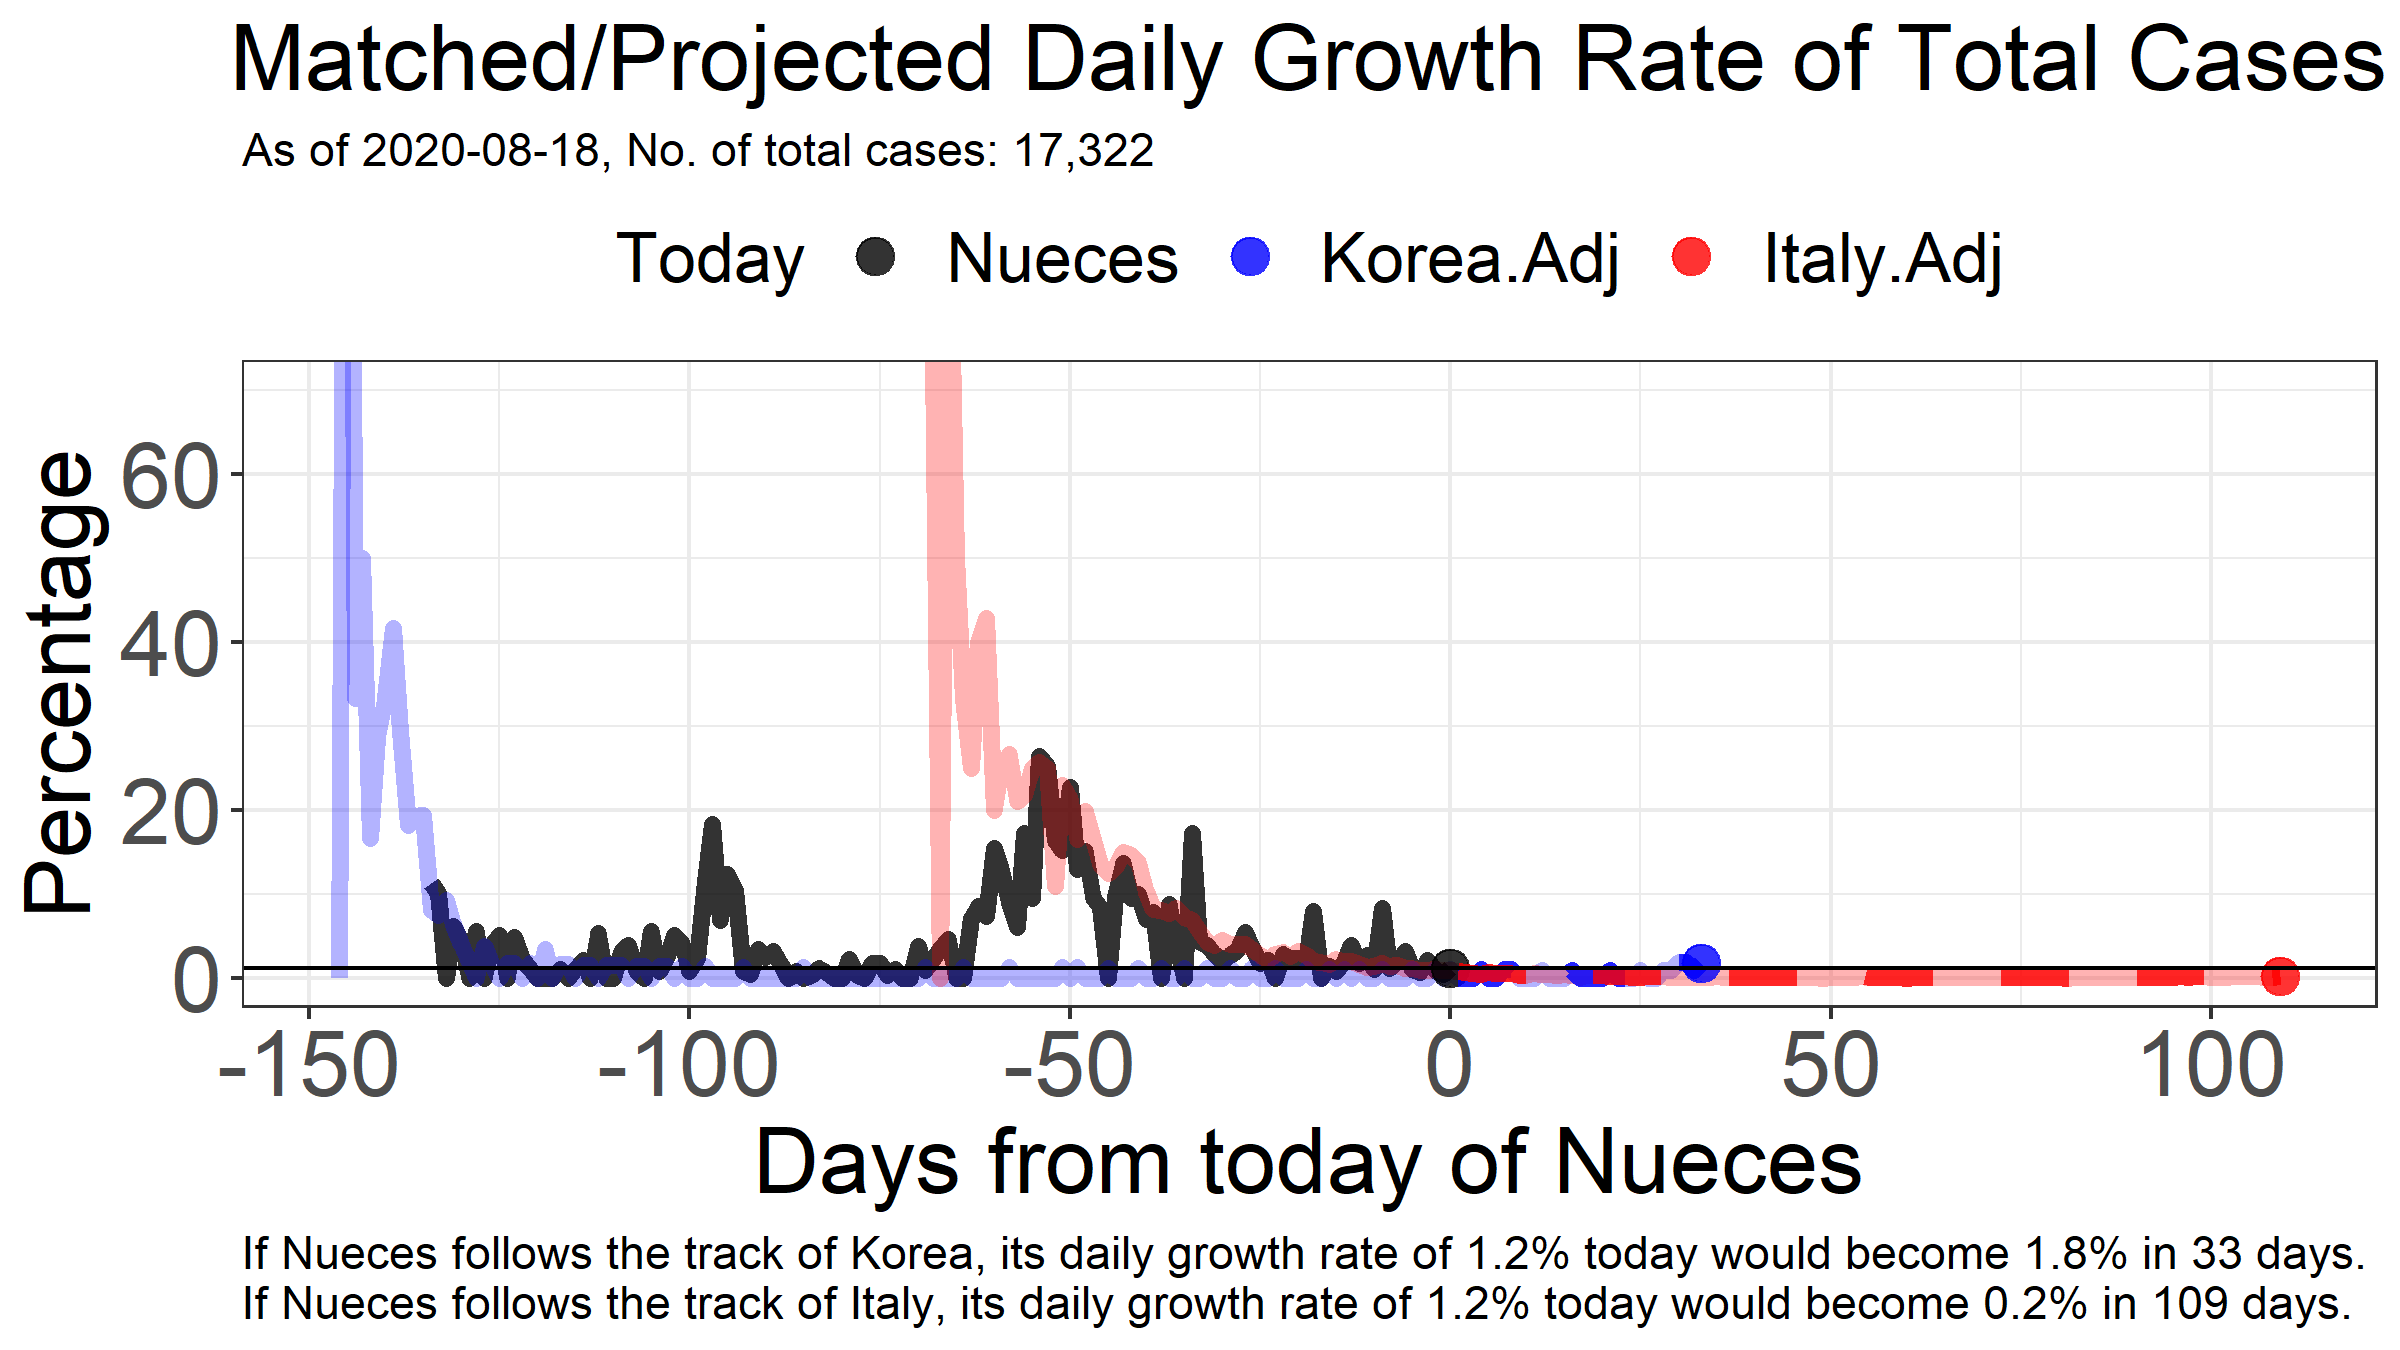 Matched/Projected Daily Growth Rate of Total Cases
As of 2020-08-18, No. of total cases: 17,322
Today Nueces Korea.Adj Italy.Adj
Percentage
60
40
20
0
-150 -100 -50 0 50 100
Days from today of Nueces
If Nueces follows the track of Korea, its daily growth rate of 1.2% today would become 1.8% in 33 days.
If Nueces follows the track of Italy, its daily growth rate of 1.2% today would become 0.2% in 109 days.